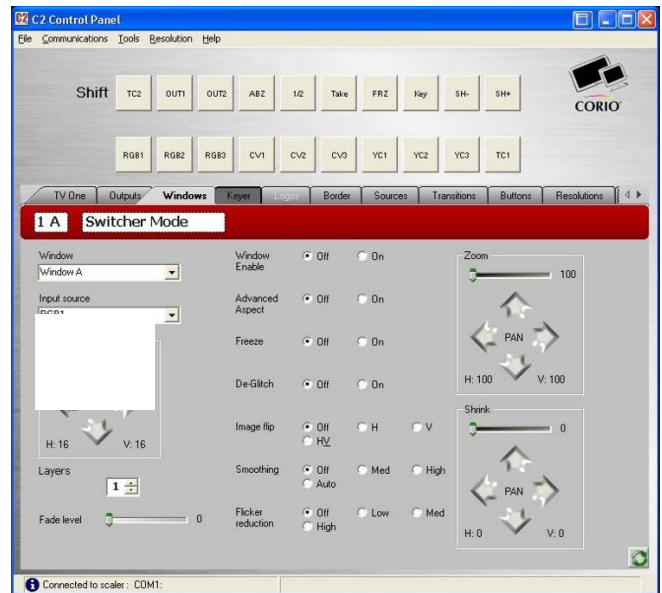 C2 C2 Control Panel
File Communications Tools Resolution Help
Shift TC2 OUT1 OUT2 ABZ 1/2 Take FRZ Key SH- SH+
CORIO
RGB1 RGB2 RGB3 CV1 CV2 CV3 YC1 YC2 YC3 TC1
TV One Outputs Windows Keyer Logos Border Sources Transitions Buttons Resolutions
1 A Switcher Mode
Window
Window A
Input source
H: 16 V: 16
Layers
1
Fade level 0
Window Enable Off On
Advanced Aspect Off On
Freeze Off On
De-Glitch Off On
Image flip Off H V
HV
Smoothing Off Med High
Auto
Flicker reduction Off Low Med
High
Zoom
100
PAN
H: 100 V: 100
Shrink
0
PAN
H: 0 V: 0
Connected to scaler : COM1: